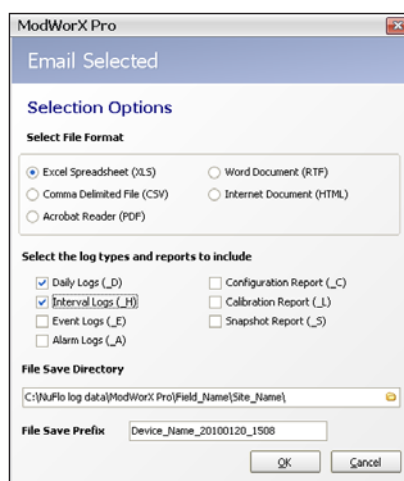 ModWorX Pro
Email Selected
Selection Options
Select File Format
Excel Spreadsheet (XLS) Word Document (RTF)
Comma Delimited File (CSV) Internet Document (HTML)
Acrobat Reader (PDF)
Select the log types and reports to include
Daily Logs (_D) Configuration Report (_C)
Interval Logs (_H) Calibration Report (_L)
Event Logs (_E) Snapshot Report (_S)
Alarm Logs (_A)
File Save Directory
C:\NuFlo log data\ModWorX Pro\Field_Name\Site_Name\
File Save Prefix Device_Name_20100120_1508
OK Cancel